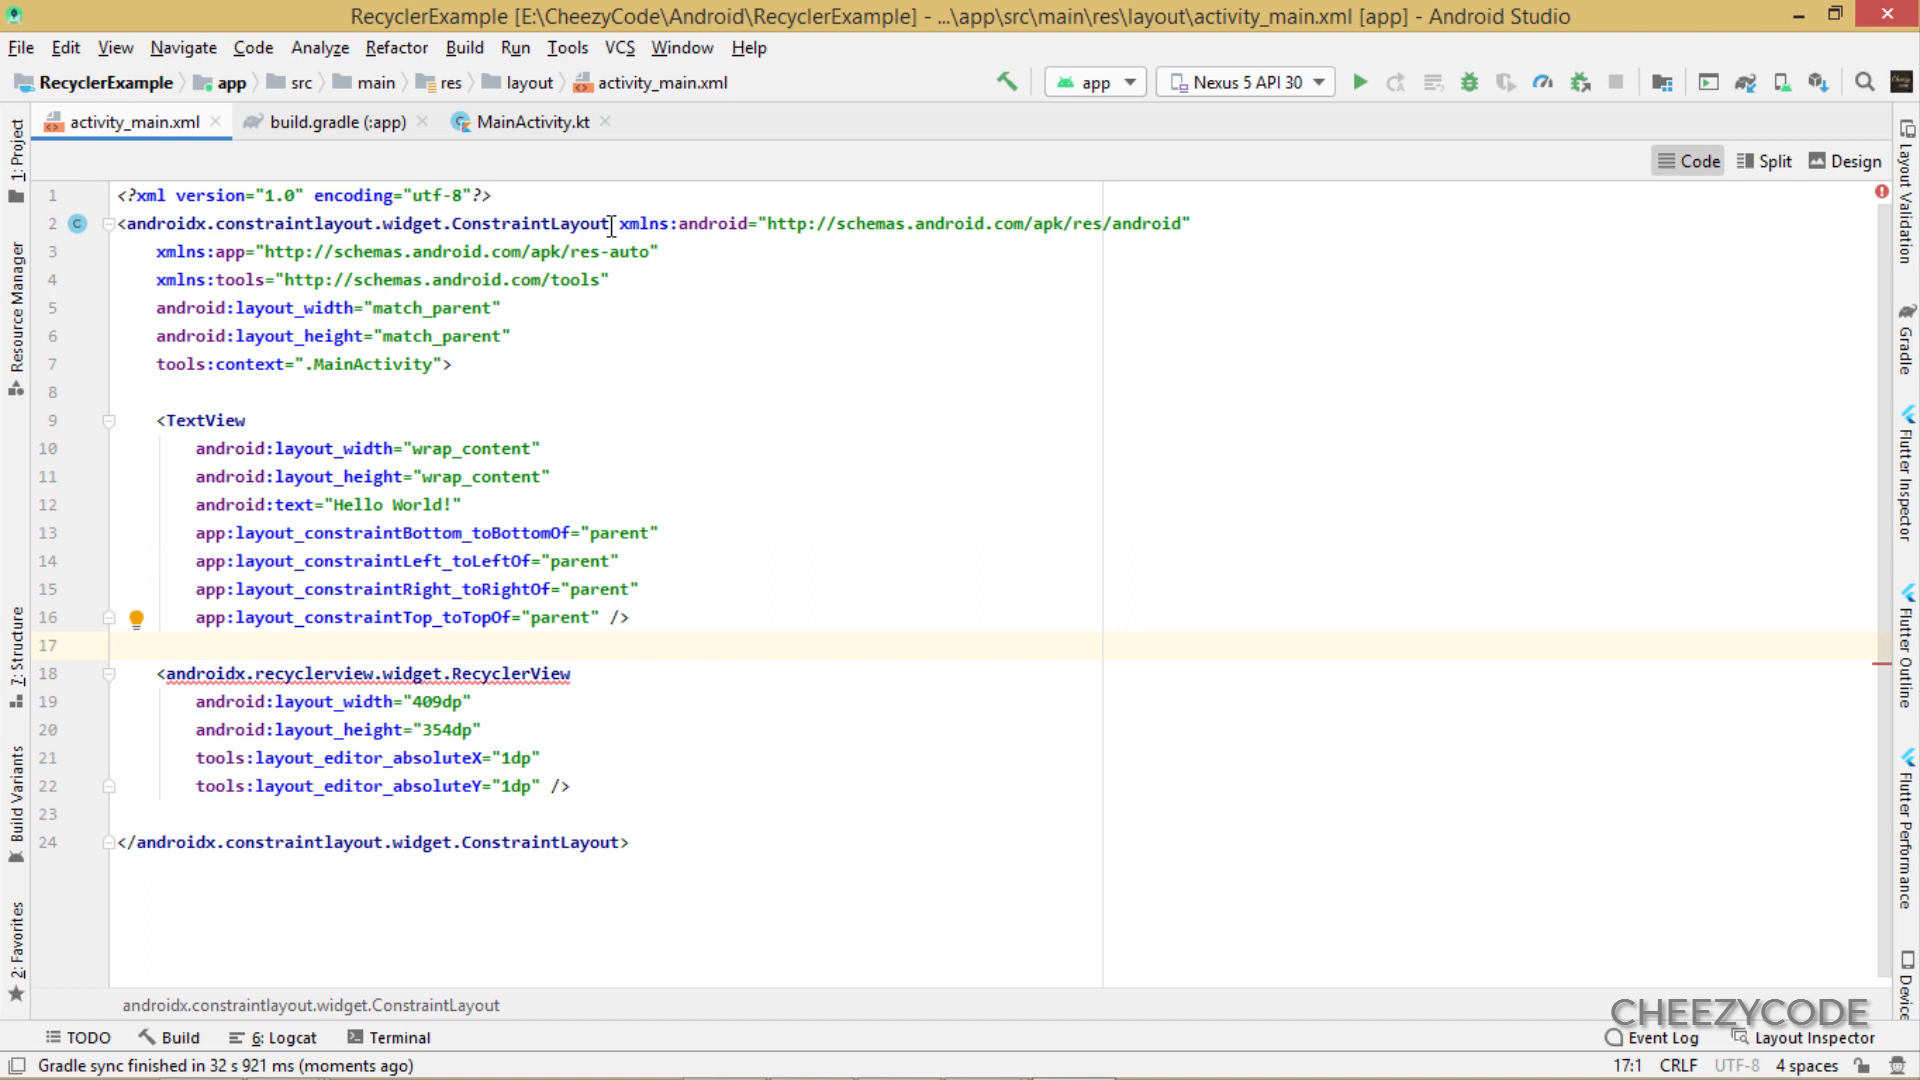 RecyclerExample [E:\CheezyCode\Android\RecyclerExample] - ...\app\src\main\res\layout\activity_main.xml [app] - Android Studio
File Edit View Navigate Code Analyze Refactor Build Run Tools VCS Window Help
RecyclerExample app src main res layout activity_main.xml app Nexus 5 API 30
activity_main.xml build.gradle (:app) MainActivity.kt
Code Split Design
1 <?xml version="1.0" encoding="utf-8"?>
2 <androidx.constraintlayout.widget.ConstraintLayout xmlns:android="http://schemas.android.com/apk/res/android"
3 xmlns:app="http://schemas.android.com/apk/res-auto"
4 xmlns:tools="http://schemas.android.com/tools"
5 android:layout_width="match_parent"
6 android:layout_height="match_parent"
7 tools:context=".MainActivity">
8
9 <TextView
10 android:layout_width="wrap_content"
11 android:layout_height="wrap_content"
12 android:text="Hello World!"
13 app:layout_constraintBottom_toBottomOf="parent"
14 app:layout_constraintLeft_toLeftOf="parent"
15 app:layout_constraintRight_toRightOf="parent"
16 app:layout_constraintTop_toTopOf="parent" />
17
18 <androidx.recyclerview.widget.RecyclerView
19 android:layout_width="409dp"
20 android:layout_height="354dp"
21 tools:layout_editor_absoluteX="1dp"
22 tools:layout_editor_absoluteY="1dp" />
23
24 </androidx.constraintlayout.widget.ConstraintLayout>
androidx.constraintlayout.widget.ConstraintLayout
1: Project
Resource Manager
7: Structure
Build Variants
2: Favorites
Layout Validation
Gradle
Flutter Inspector
Flutter Outline
Flutter Performance
Device
CHEEZYCODE
TODO Build 6: Logcat Terminal Event Log Layout Inspector
Gradle sync finished in 32 s 921 ms (moments ago) 17:1 CRLF UTF-8 4 spaces